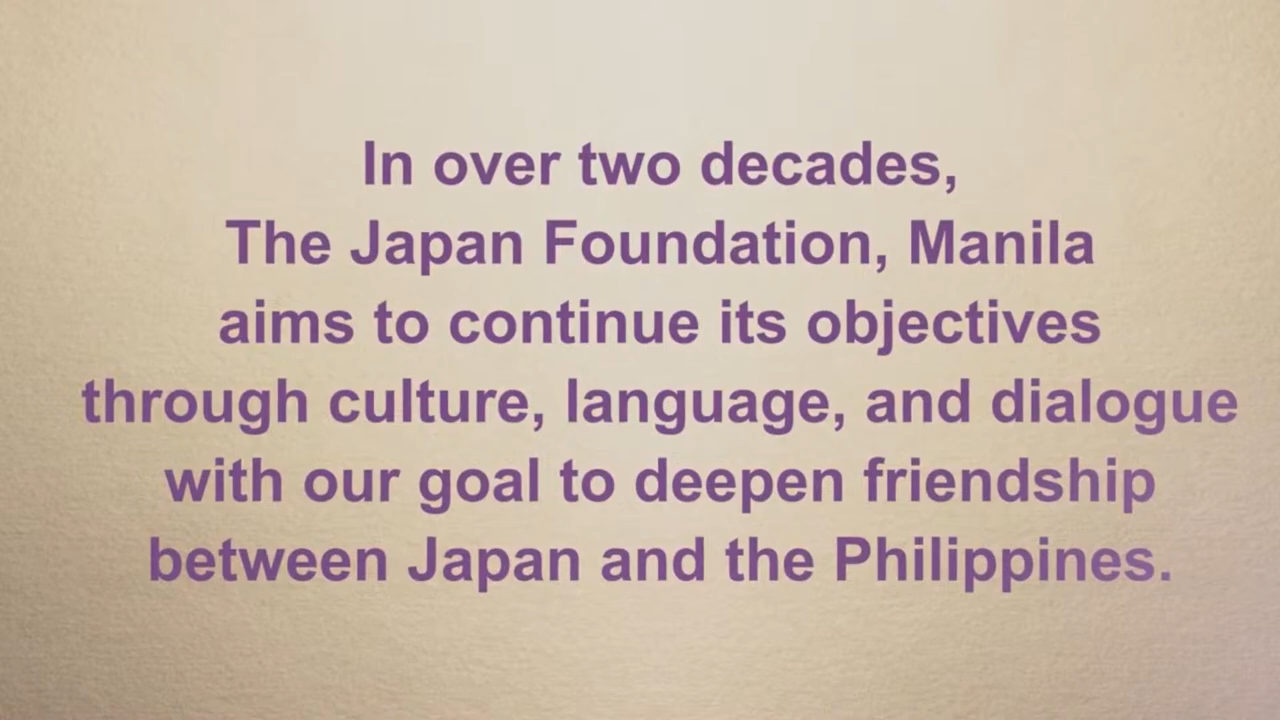 In over two decades,
The Japan Foundation, Manila
aims to continue its objectives
through culture, language, and dialogue
with our goal to deepen friendship
between Japan and the Philippines.